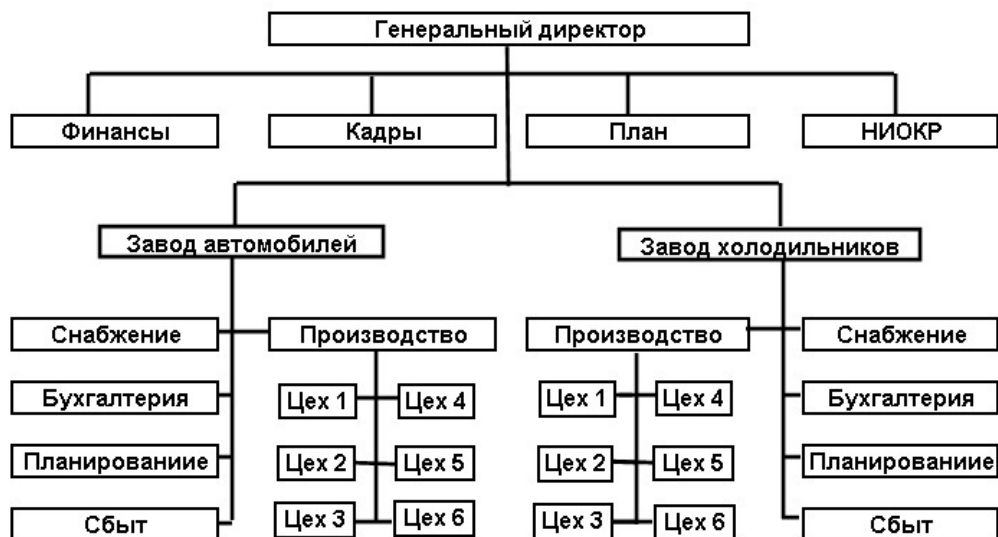 Генеральный директор
Финансы Кадры План НИОКР
Завод автомобилей Завод холодильников
Снабжение Производство Производство Снабжение
Бухгалтерия Цех 1 Цех 4 Цех 1 Цех 4 Бухгалтерия
Планированиие Цех 2 Цех 5 Цех 2 Цех 5 Планированиие
Сбыт Цех 3 Цех 6 Цех 3 Цех 6 Сбыт